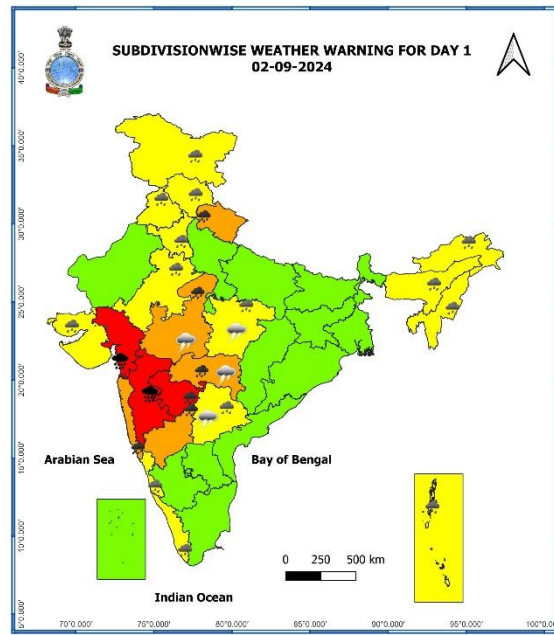 SUBDIVISIONWISE WEATHER WARNING FOR DAY 1
02-09-2024
40°0.000'
35°0.000'
30°0.000'
25°0.000'
20°0.000'
15°0.000'
10°0.000'
5°0.000'
Arabian Sea
Bay of Bengal
0 250 500 km
Indian Ocean
70°0.000' 75°0.000' 80°0.000' 85°0.000' 90°0.000' 95°0.000' 100°0.0